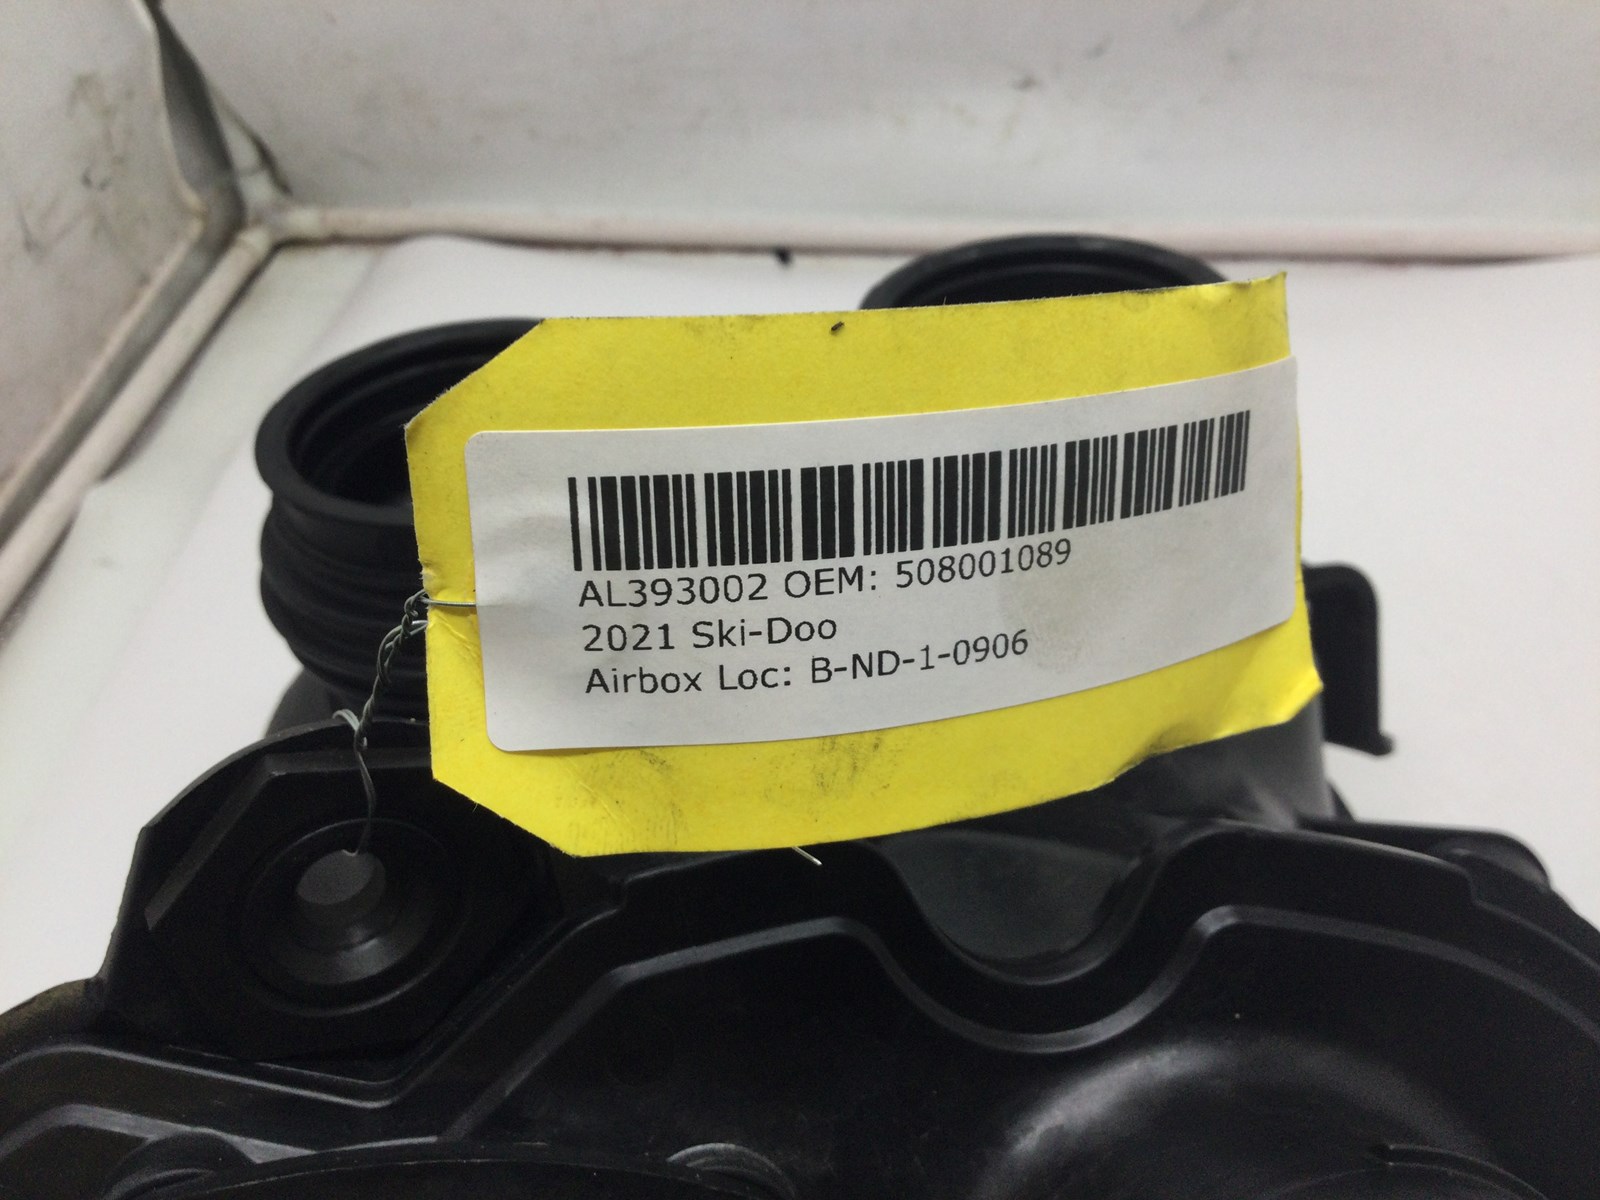 AL393002 OEM: 508001089
2021 Ski-Doo
Airbox Loc: B-ND-1-0906